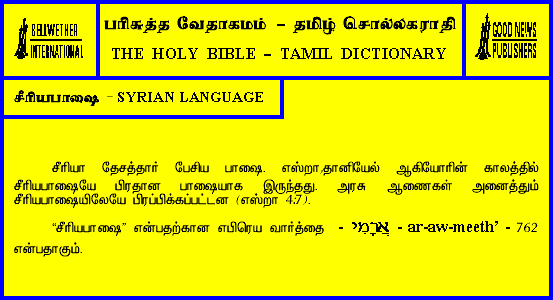 BELLWETHER
INTERNATIONAL
பரிசுத்த வேதாகமம் – தமிழ் சொல்லகராதி
THE HOLY BIBLE – TAMIL DICTIONARY
GOOD NEWS
PUBLISHERS
சீரியபாஷை – SYRIAN LANGUAGE
சீரியா தேசத்தார் பேசிய பாஷை. எஸ்றா,தானியேல் ஆகியோரின் காலத்தில்
சீரியபாஷையே பிரதான பாஷையாக இருந்தது. அரசு ஆணைகள் அனைத்தும்
சீரியபாஷையிலேயே பிரப்பிக்கப்பட்டன (எஸ்றா 4:7).
“சீரியபாஷை” என்பதற்கான எபிரெய வார்த்தை - אֲרָמִי - ar-aw-meeth’ - 762
என்பதாகும்.